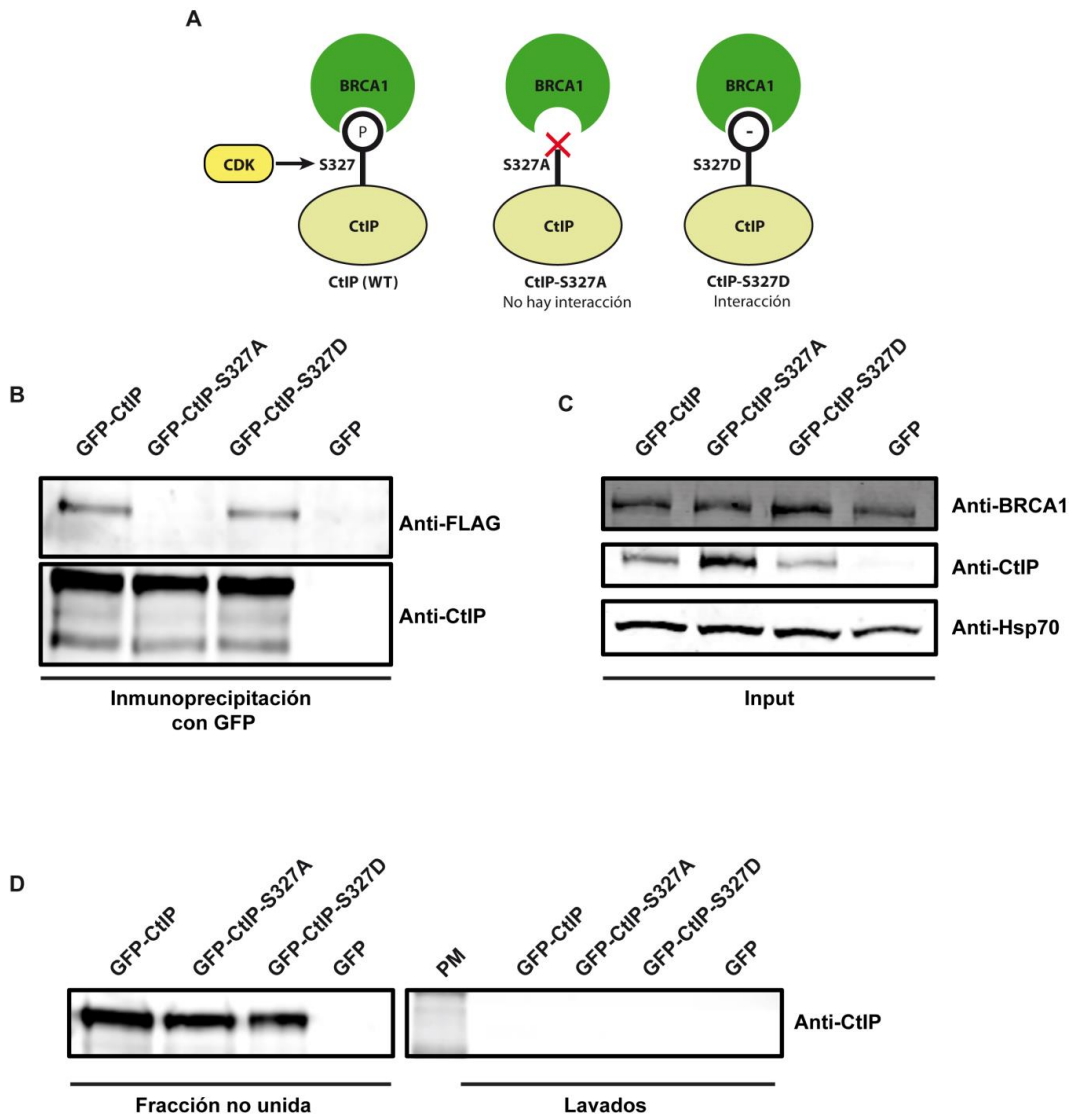 A
BRCA1
BRCA1
BRCA1
P
-
CDK
S327
S327A
S327D
CtIP
CtIP
CtIP
CtIP (WT)
CtIP-S327A
CtIP-S327D
No hay interacción
Interacción
B
GFP-CtIP
GFP-CtIP-S327A
GFP-CtIP-S327D
GFP
Anti-FLAG
Anti-CtIP
Inmunoprecipitación
con GFP
C
GFP-CtIP
GFP-CtIP-S327A
GFP-CtIP-S327D
GFP
Anti-BRCA1
Anti-CtIP
Anti-Hsp70
Input
D
GFP-CtIP
GFP-CtIP-S327A
GFP-CtIP-S327D
GFP
PM
GFP-CtIP
GFP-CtIP-S327A
GFP-CtIP-S327D
GFP
Anti-CtIP
Fracción no unida
Lavados